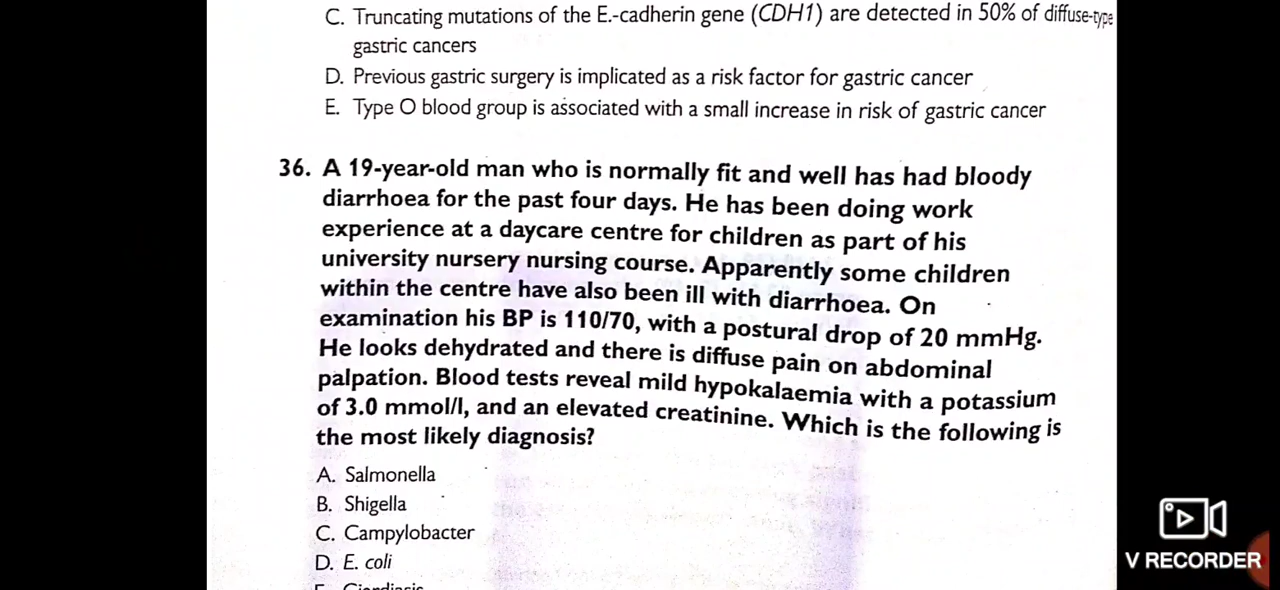 C. Truncating mutations of the E.-cadherin gene (CDH1) are detected in 50% of diffuse-type
gastric cancers
D. Previous gastric surgery is implicated as a risk factor for gastric cancer
E. Type O blood group is associated with a small increase in risk of gastric cancer
36. A 19-year-old man who is normally fit and well has had bloody
diarrhoea for the past four days. He has been doing work
experience at a daycare centre for children as part of his
university nursery nursing course. Apparently some children
within the centre have also been ill with diarrhoea. On
examination his BP is 110/70, with a postural drop of 20 mmHg.
He looks dehydrated and there is diffuse pain on abdominal
palpation. Blood tests reveal mild hypokalaemia with a potassium
of 3.0 mmol/l, and an elevated creatinine. Which is the following is
the most likely diagnosis?
A. Salmonella
B. Shigella
C. Campylobacter
D. E. coli
E. Giardiasis
V RECORDER